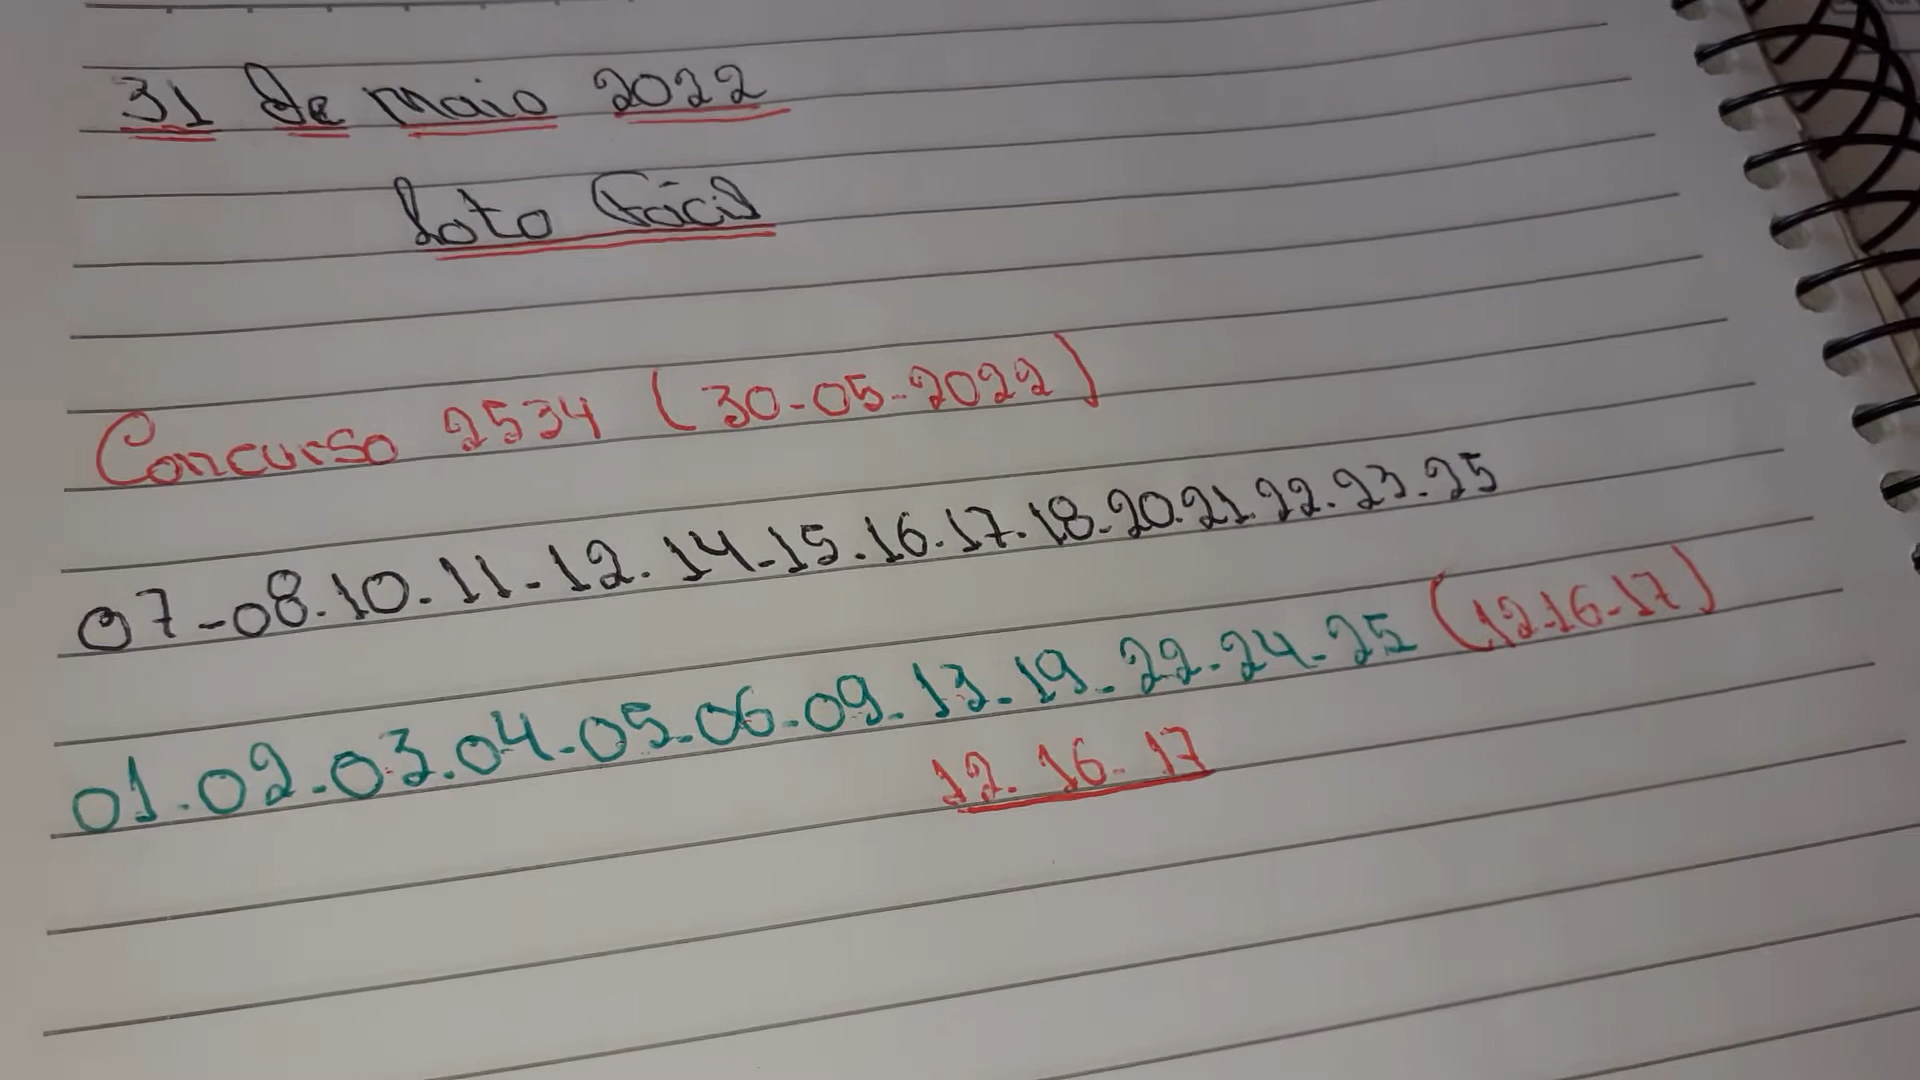 31 de maio 2022
loto Fácil
Concurso 2534 (30-05-2022)
07-08.10.11-12.14-15.16.17.18-20.21.22.23.25
01.02-03.04-05-06-09-13-19-22-24-25 (12-16-17)
12. 16- 17